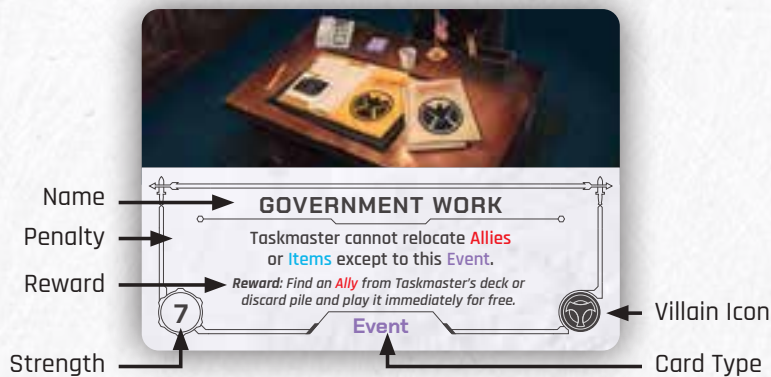 GOVERNMENT WORK
Taskmaster cannot relocate Allies
or Items except to this Event.
Reward: Find an Ally from Taskmaster's deck or
discard pile and play it immediately for free.
7
Event
Name
Penalty
Reward
Strength
Villain Icon
Card Type